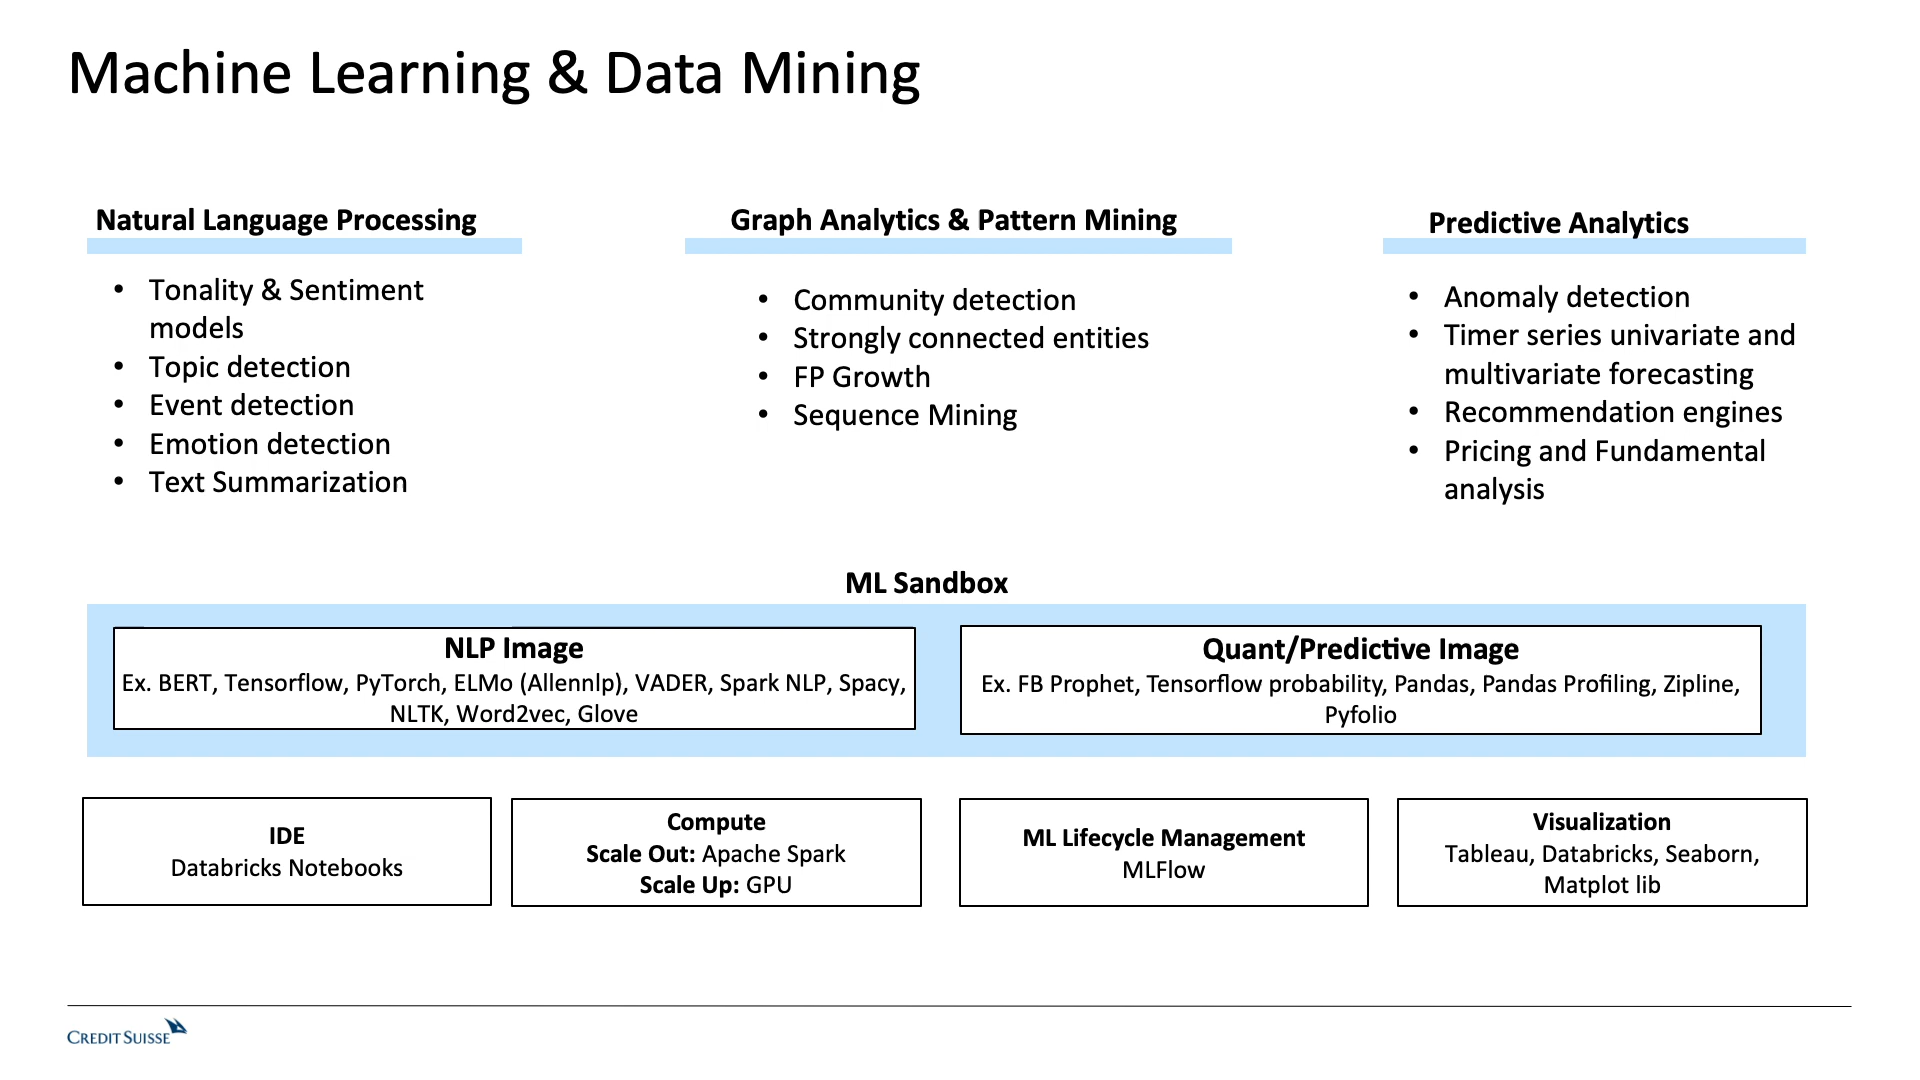 Machine Learning & Data Mining
Natural Language Processing
• Tonality & Sentiment
models
• Topic detection
• Event detection
• Emotion detection
• Text Summarization
Graph Analytics & Pattern Mining
• Community detection
• Strongly connected entities
• FP Growth
• Sequence Mining
Predictive Analytics
• Anomaly detection
• Timer series univariate and
multivariate forecasting
• Recommendation engines
• Pricing and Fundamental
analysis
ML Sandbox
NLP Image
Ex. BERT, Tensorflow, PyTorch, ELMo (Allennlp), VADER, Spark NLP, Spacy,
NLTK, Word2vec, Glove
Quant/Predictive Image
Ex. FB Prophet, Tensorflow probability, Pandas, Pandas Profiling, Zipline,
Pyfolio
IDE
Databricks Notebooks
Compute
Scale Out: Apache Spark
Scale Up: GPU
ML Lifecycle Management
MLFlow
Visualization
Tableau, Databricks, Seaborn,
Matplot lib
CREDIT SUISSE